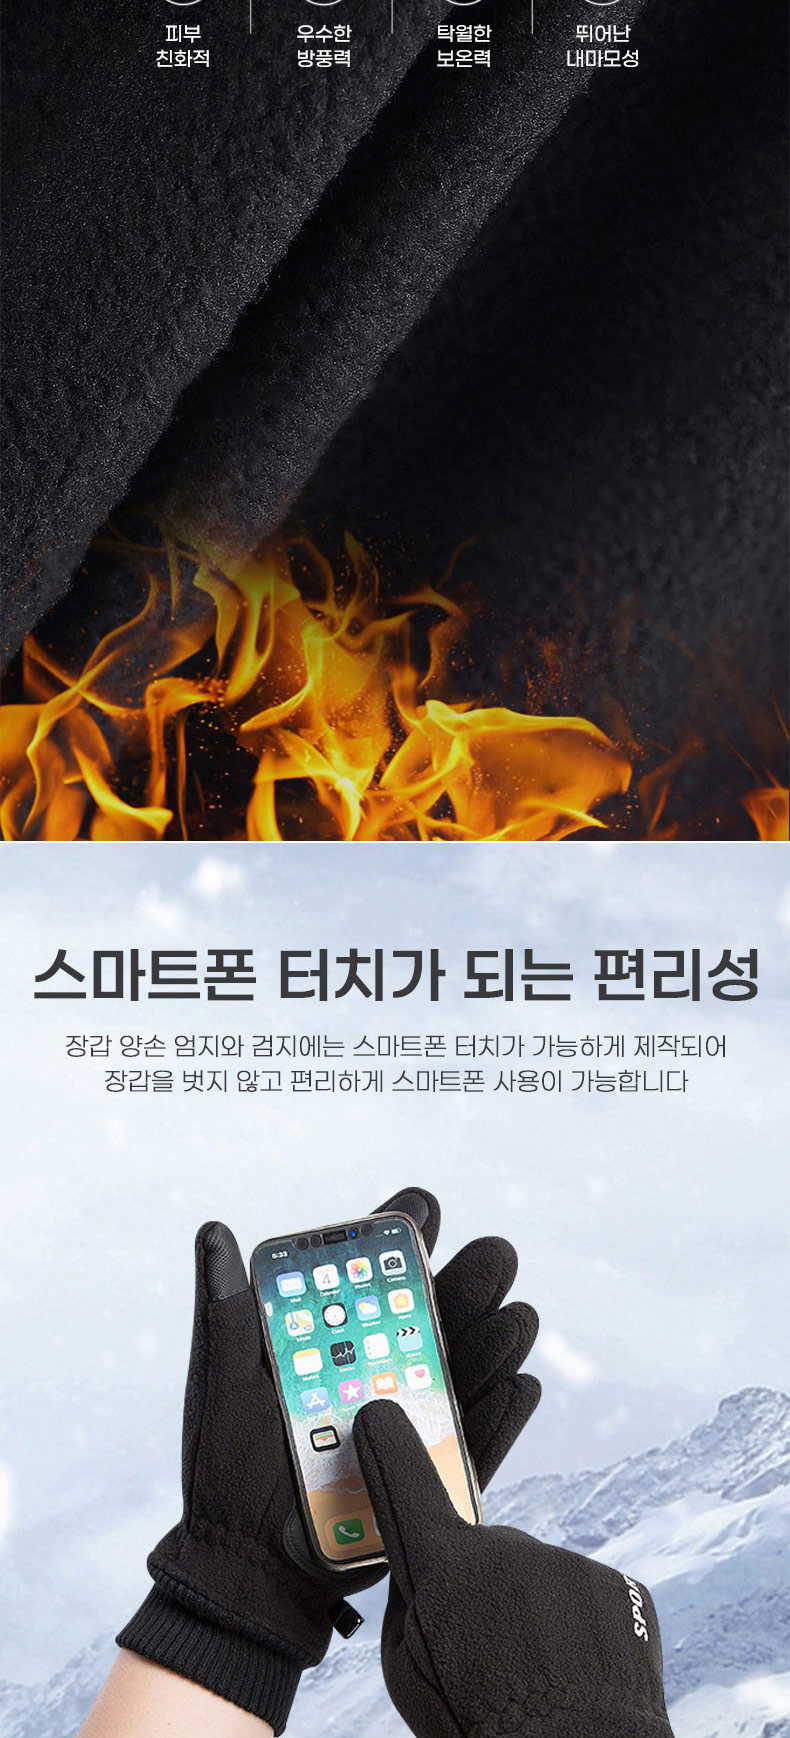 피부
친화적
우수한
방풍력
탁월한
보온력
뛰어난
내마모성
스마트폰 터치가 되는 편리성
장갑 양손 엄지와 검지에는 스마트폰 터치가 가능하게 제작되어
장갑을 벗지 않고 편리하게 스마트폰 사용이 가능합니다
5:33
4
Camera
SPORT